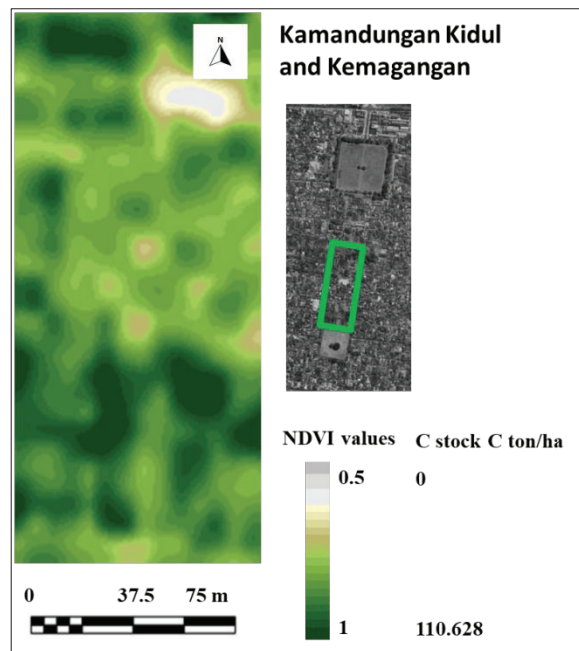 N
Kamandungan Kidul
and Kemagangan
NDVI values C stock C ton/ha
0.5 0
1 110.628
0 37.5 75 m